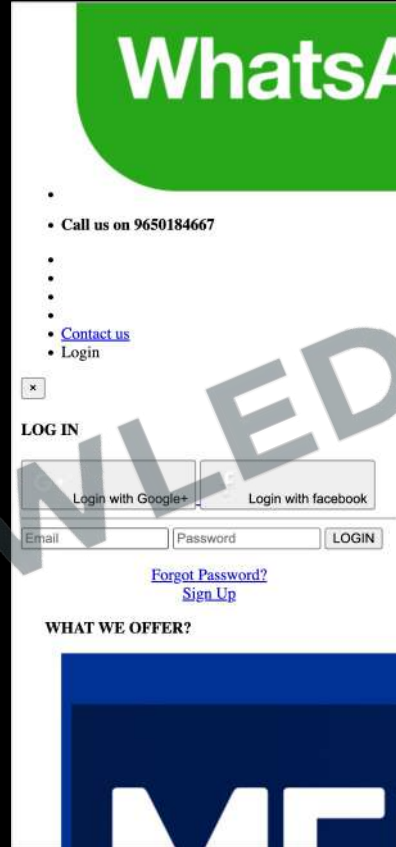 WhatsA
Call us on 9650184667
Contact us
Login
×
LOG IN
Login with Google+ Login with facebook
Email Password LOGIN
Forgot Password?
Sign Up
WHAT WE OFFER?
WLED